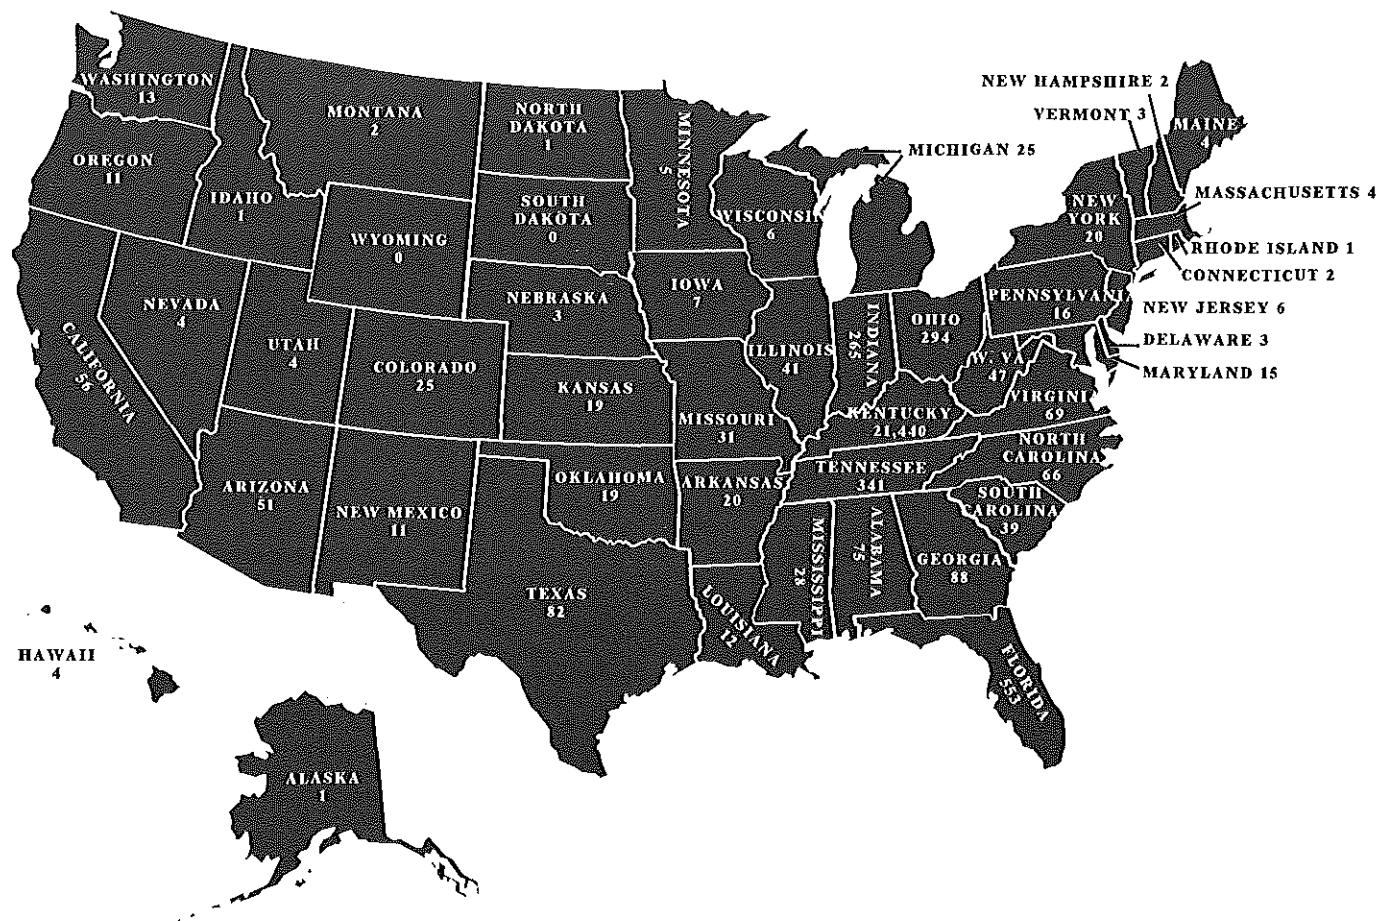 WASHINGTON
13
OREGON
11
IDAHO
1
MONTANA
2
WYOMING
0
NORTH
DAKOTA
1
SOUTH
DAKOTA
0
NEBRASKA
3
MINNESOTA
5
WISCONSIN
6
MICHIGAN 25
IOWA
7
NEVADA
4
CALIFORNIA
56
UTAH
4
COLORADO
25
KANSAS
19
MISSOURI
31
ILLINOIS
41
INDIANA
265
OHIO
294
KENTUCKY
21,440
W. VA
47
VIRGINIA
69
PENNSYLVANIA
16
NEW
YORK
20
NEW HAMPSHIRE 2
VERMONT 3
MAINE
4
MASSACHUSETTS 4
RHODE ISLAND 1
CONNECTICUT 2
NEW JERSEY 6
DELAWARE 3
MARYLAND 15
ARIZONA
51
NEW MEXICO
11
OKLAHOMA
19
TEXAS
82
ARKANSAS
20
LOUISIANA
12
TENNESSEE
341
MISSISSIPPI
28
ALABAMA
75
GEORGIA
88
NORTH
CAROLINA
66
SOUTH
CAROLINA
39
FLORIDA
553
HAWAII
4
ALASKA
1